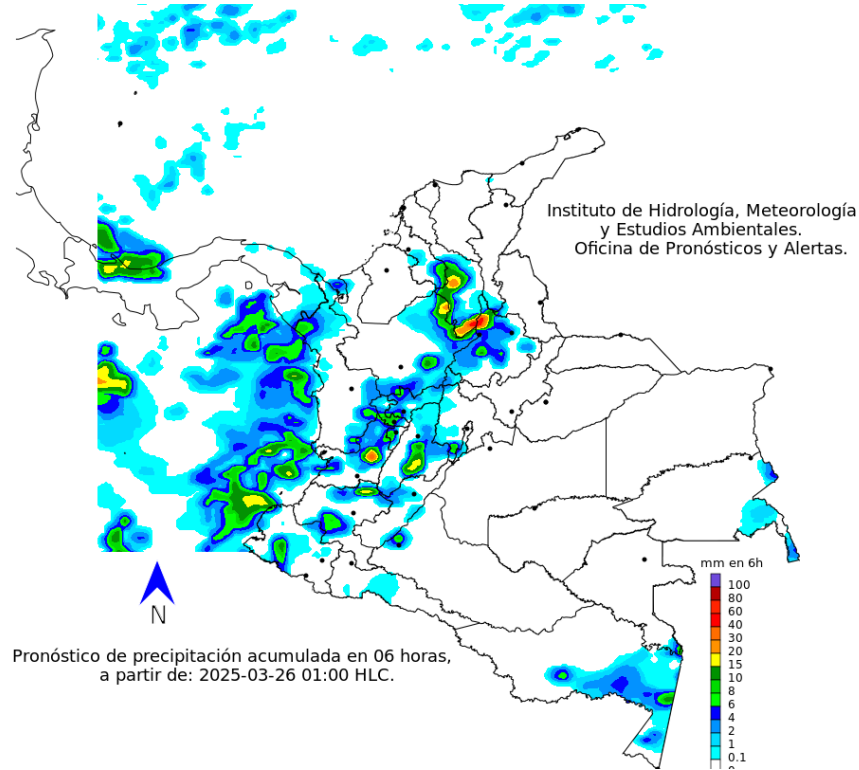 Instituto de Hidrología, Meteorología
y Estudios Ambientales.
Oficina de Pronósticos y Alertas.
N
mm en 6h
100
80
60
40
30
20
15
10
8
6
4
2
1
0.1
0
Pronóstico de precipitación acumulada en 06 horas,
a partir de: 2025-03-26 01:00 HLC.